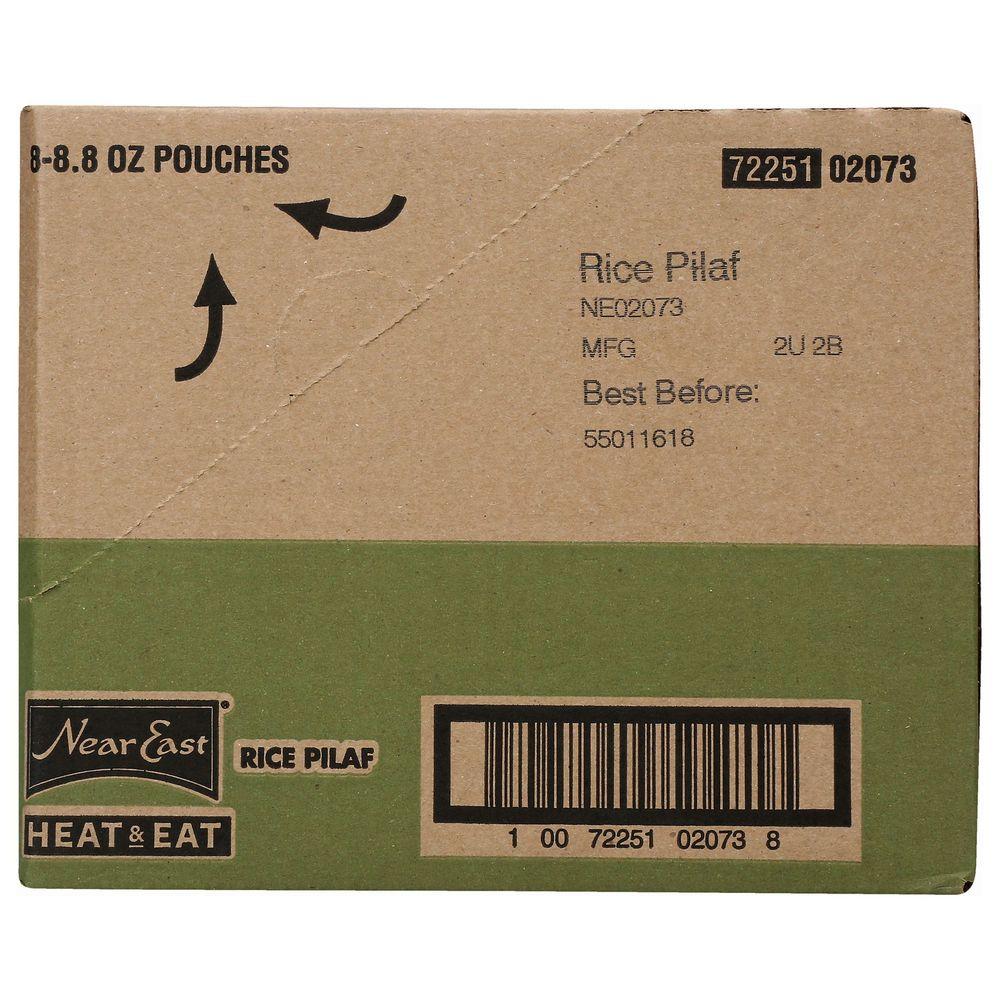 8-8.8 OZ POUCHES
72251 02073
Rice Pilaf
NE02073
MFG 2U 2B
Best Before:
55011618
Near East®
RICE PILAF
HEAT & EAT
1 00 72251 02073 8